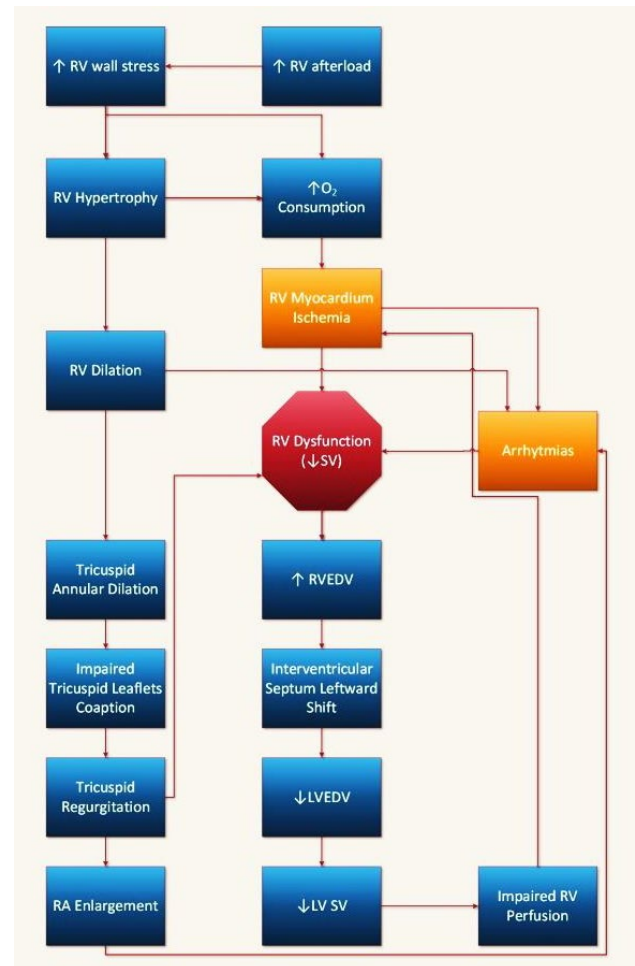 ↑ RV wall stress
↑ RV afterload
RV Hypertrophy
↑O₂
Consumption
RV Myocardium
Ischemia
RV Dilation
RV Dysfunction
(↓SV)
Arrhytmias
Tricuspid
Annular Dilation
↑ RVEDV
Impaired
Tricuspid Leaflets
Coaption
Interventricular
Septum Leftward
Shift
Tricuspid
Regurgitation
↓LVEDV
RA Enlargement
↓LV SV
Impaired RV
Perfusion